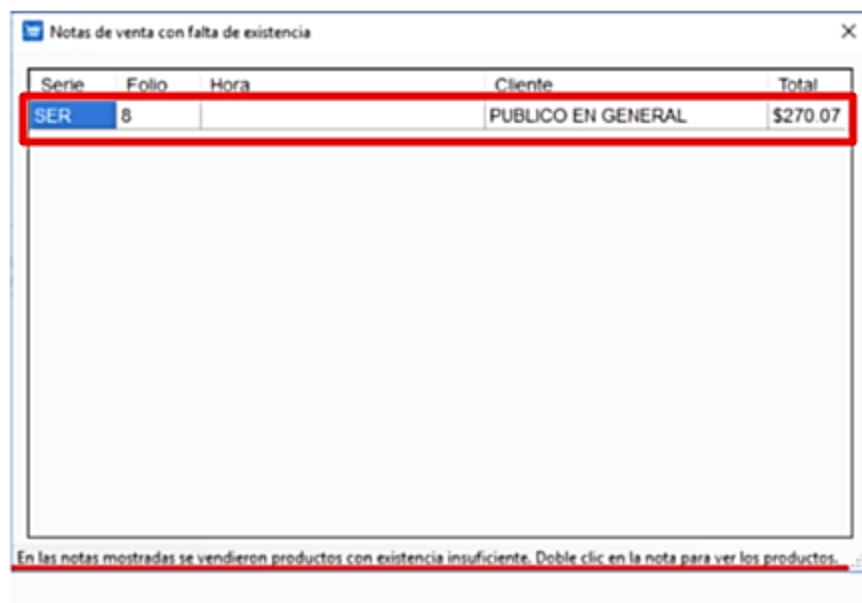 Notas de venta con falta de existencia
Serie Folio Hora Cliente Total
SER 8 PUBLICO EN GENERAL $270.07
En las notas mostradas se vendieron productos con existencia insuficiente. Doble clic en la nota para ver los productos.